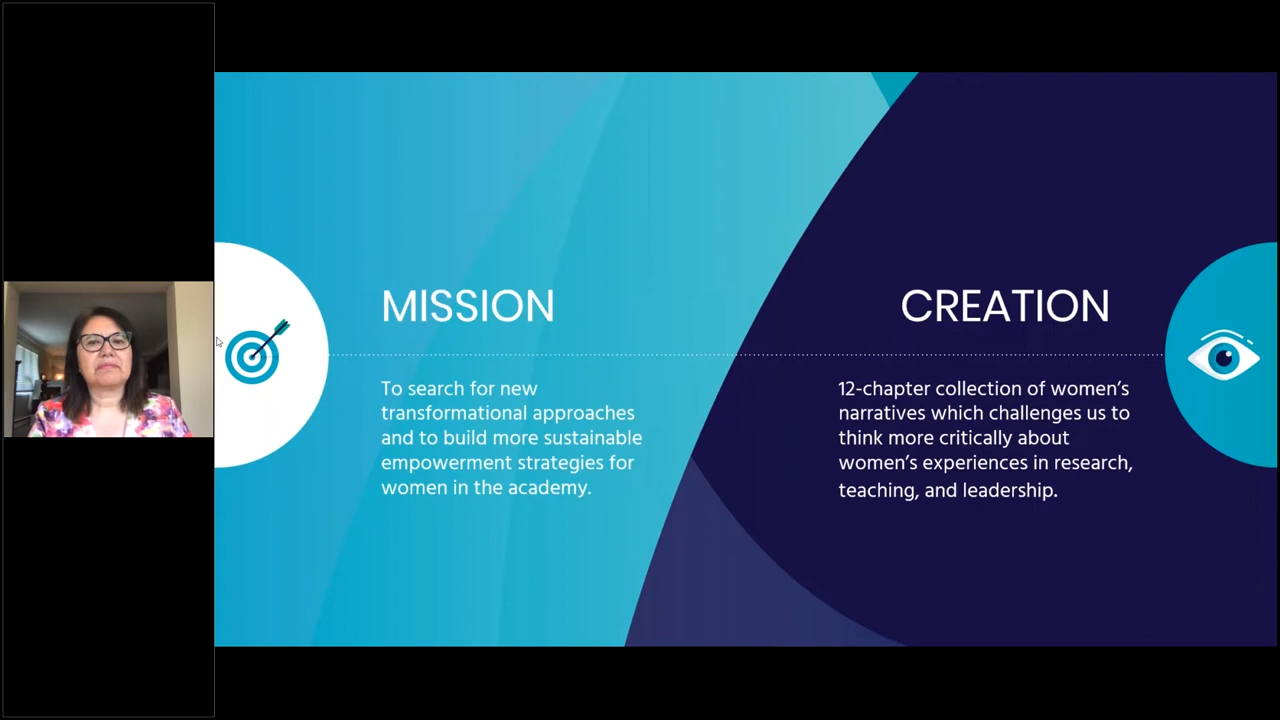 MISSION
To search for new
transformational approaches
and to build more sustainable
empowerment strategies for
women in the academy.
CREATION
12-chapter collection of women’s
narratives which challenges us to
think more critically about
women’s experiences in research,
teaching, and leadership.